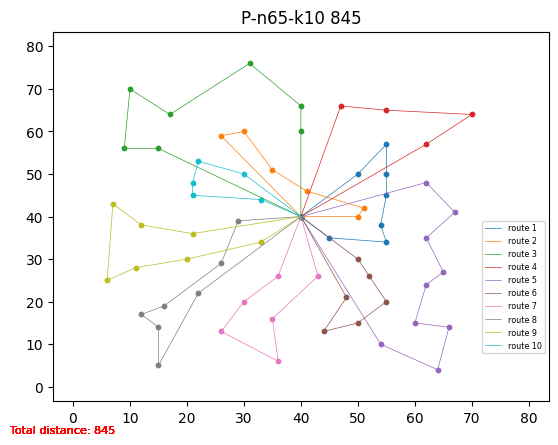 P-n65-k10 845
80
70
60
50
40
30
20
10
0
route 1
route 2
route 3
route 4
route 5
route 6
route 7
route 8
route 9
route 10
0 10 20 30 40 50 60 70 80
Total distance: 845